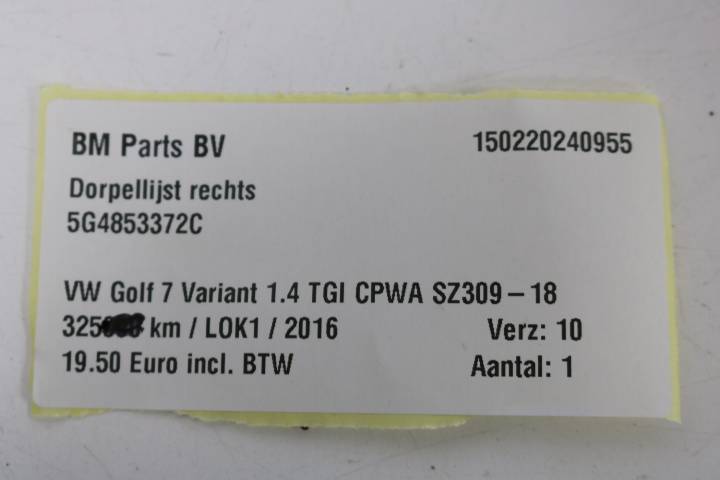 BM Parts BV 150220240955
Dorpellijst rechts
5G4853372C
VW Golf 7 Variant 1.4 TGI CPWA SZ309-18
km / LOK1 / 2016 Verz: 10
19.50 Euro incl. BTW Aantal: 1